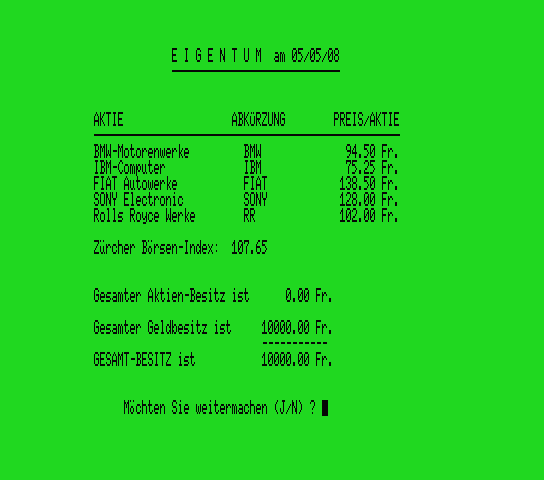 E I G E N T U M am 05/05/08
AKTIE ABKÜRZUNG PREIS/AKTIE
BMW-Motorenwerke BMW 94.50 Fr.
IBM-Computer IBM 75.25 Fr.
FIAT Autowerke FIAT 138.50 Fr.
SONY Electronic SONY 128.00 Fr.
Rolls Royce Werke RR 102.00 Fr.
Zürcher Börsen-Index: 107.65
Gesamter Aktien-Besitz ist 0.00 Fr.
Gesamter Geldbesitz ist 10000.00 Fr.
-----------
GESAMT-BESITZ ist 10000.00 Fr.
Möchten Sie weitermachen (J/N) ?